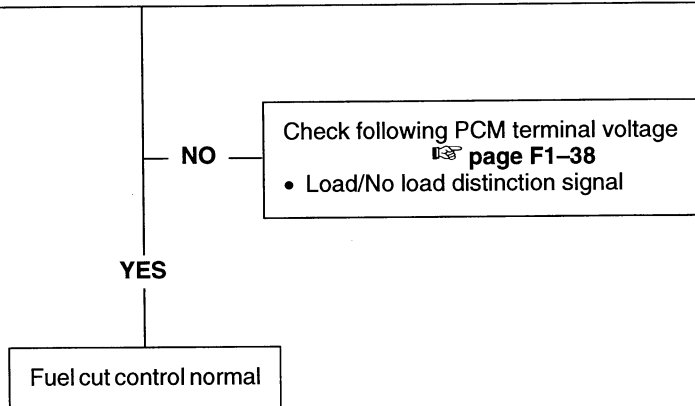 Check following PCM terminal voltage
☞ page F1–38
NO
• Load/No load distinction signal
YES
Fuel cut control normal